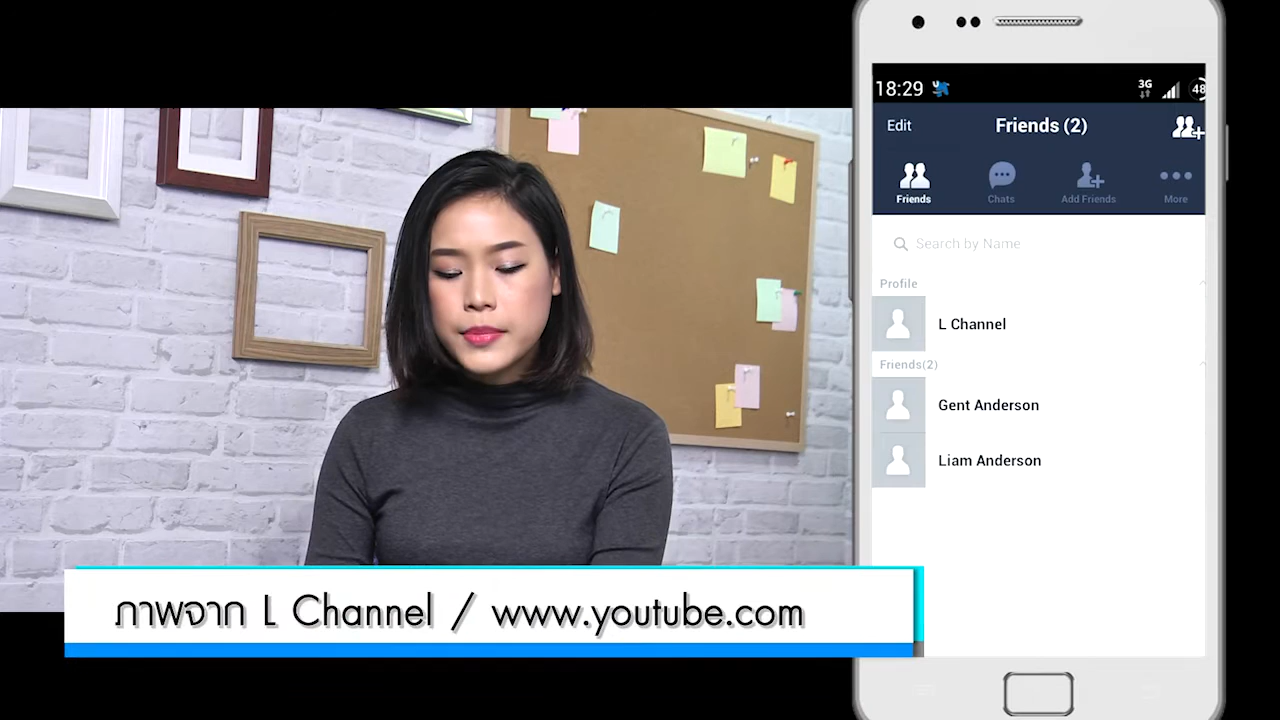 18:29
3G
48
Edit
Friends (2)
Friends
Chats
Add Friends
More
Search by Name
Profile
L Channel
Friends(2)
Gent Anderson
Liam Anderson
ภาพจาก L Channel / www.youtube.com